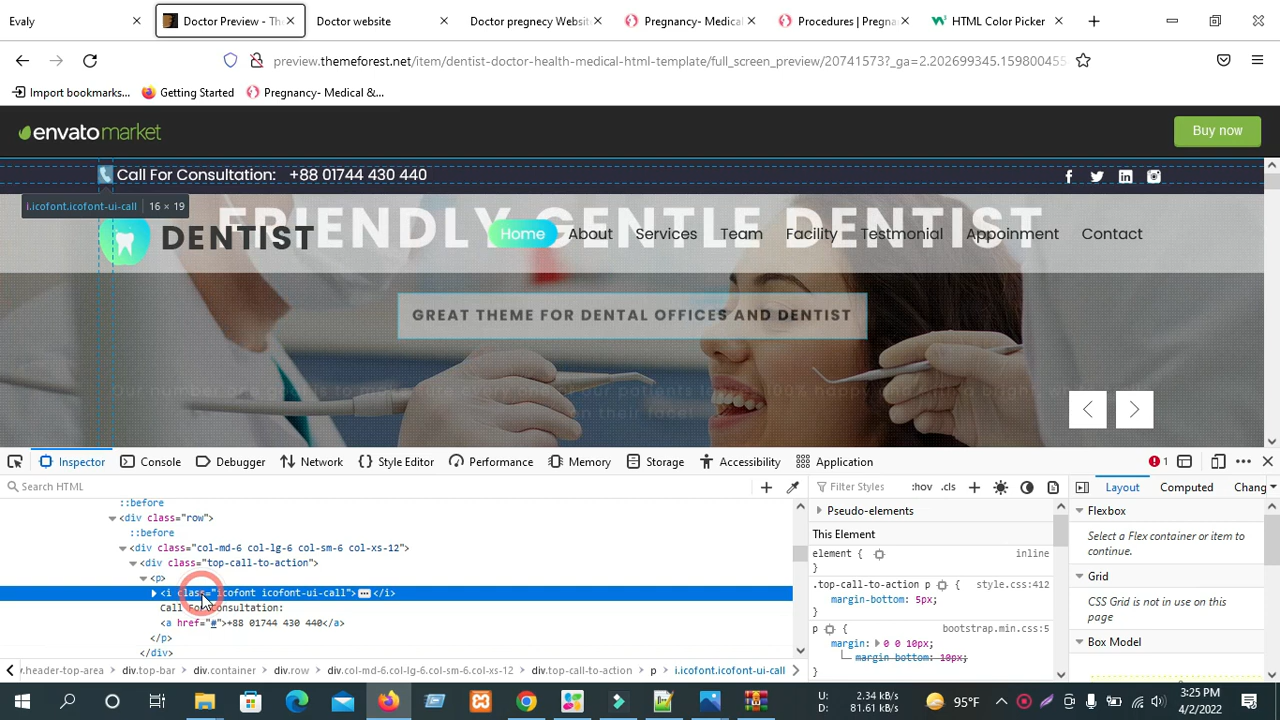 Evaly
Doctor Preview - The
Doctor website
Doctor pregnecy Websit
Pregnancy- Medical
Procedures | Pregna
HTML Color Picker
preview.themeforest.net/item/dentist-doctor-health-medical-html-template/full_screen_preview/20741573?_ga=2.202699345.159800455
Import bookmarks...
Getting Started
Pregnancy- Medical &...
envatomarket
Buy now
Call For Consultation: +88 01744 430 440
i.icofont.icofont-ui-call 16 × 19
FRIENDLY GENTLE DENTIST
DENTIST
Home About Services Team Facility Testmonial Appoinment Contact
GREAT THEME FOR DENTAL OFFICES AND DENTIST
Inspector Console Debugger Network Style Editor Performance Memory Storage Accessibility Application 1
Search HTML
::before
<div class="row">
::before
<div class="col-md-6 col-lg-6 col-sm-6 col-xs-12">
<div class="top-call-to-action">
<p>
<i class="icofont icofont-ui-call">...</i>
Call For Consultation:
<a href="#">+88 01744 430 440</a>
</p>
</div>
.header-top-area div.top-bar div.container div.row div.col-md-6.col-lg-6.col-sm-6.col-xs-12 div.top-call-to-action p i.icofont.icofont-ui-call
Filter Styles :hov .cls
Pseudo-elements
This Element
element { inline
}
.top-call-to-action p { style.css:412
margin-bottom: 5px;
}
p { bootstrap.min.css:5
margin: 0 0 10px;
margin-bottom: 10px;
}
Layout Computed Chang
Flexbox
Select a Flex container or item to
continue.
Grid
CSS Grid is not in use on this
page
Box Model
U: 2.34 kB/s
D: 81.61 kB/s
95°F
3:25 PM
4/2/2022